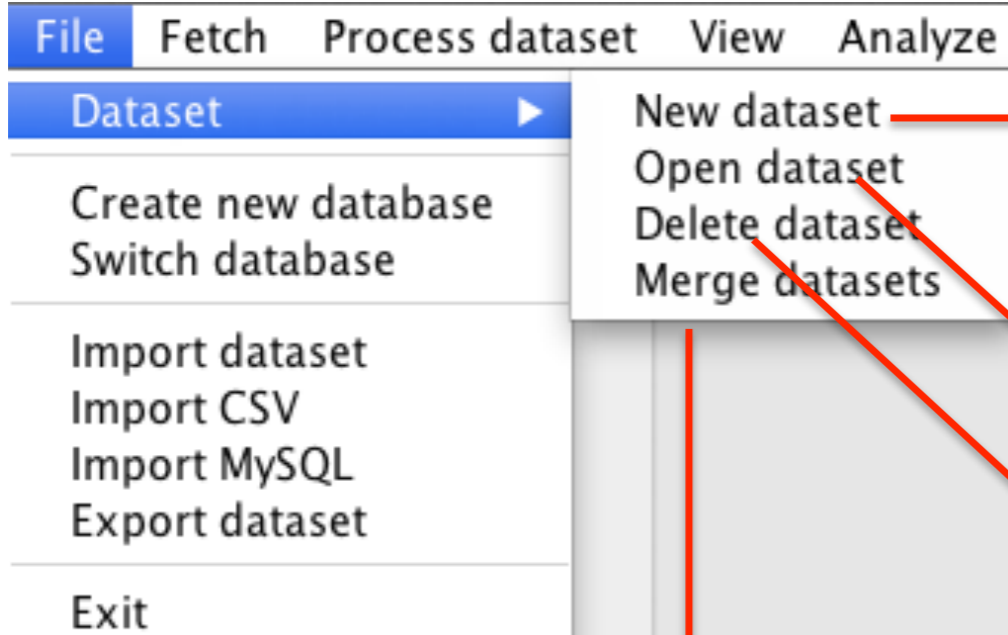 File Fetch Process dataset View Analyze
Dataset
New dataset
Open dataset
Delete dataset
Merge datasets
Create new database
Switch database
Import dataset
Import CSV
Import MySQL
Export dataset
Exit